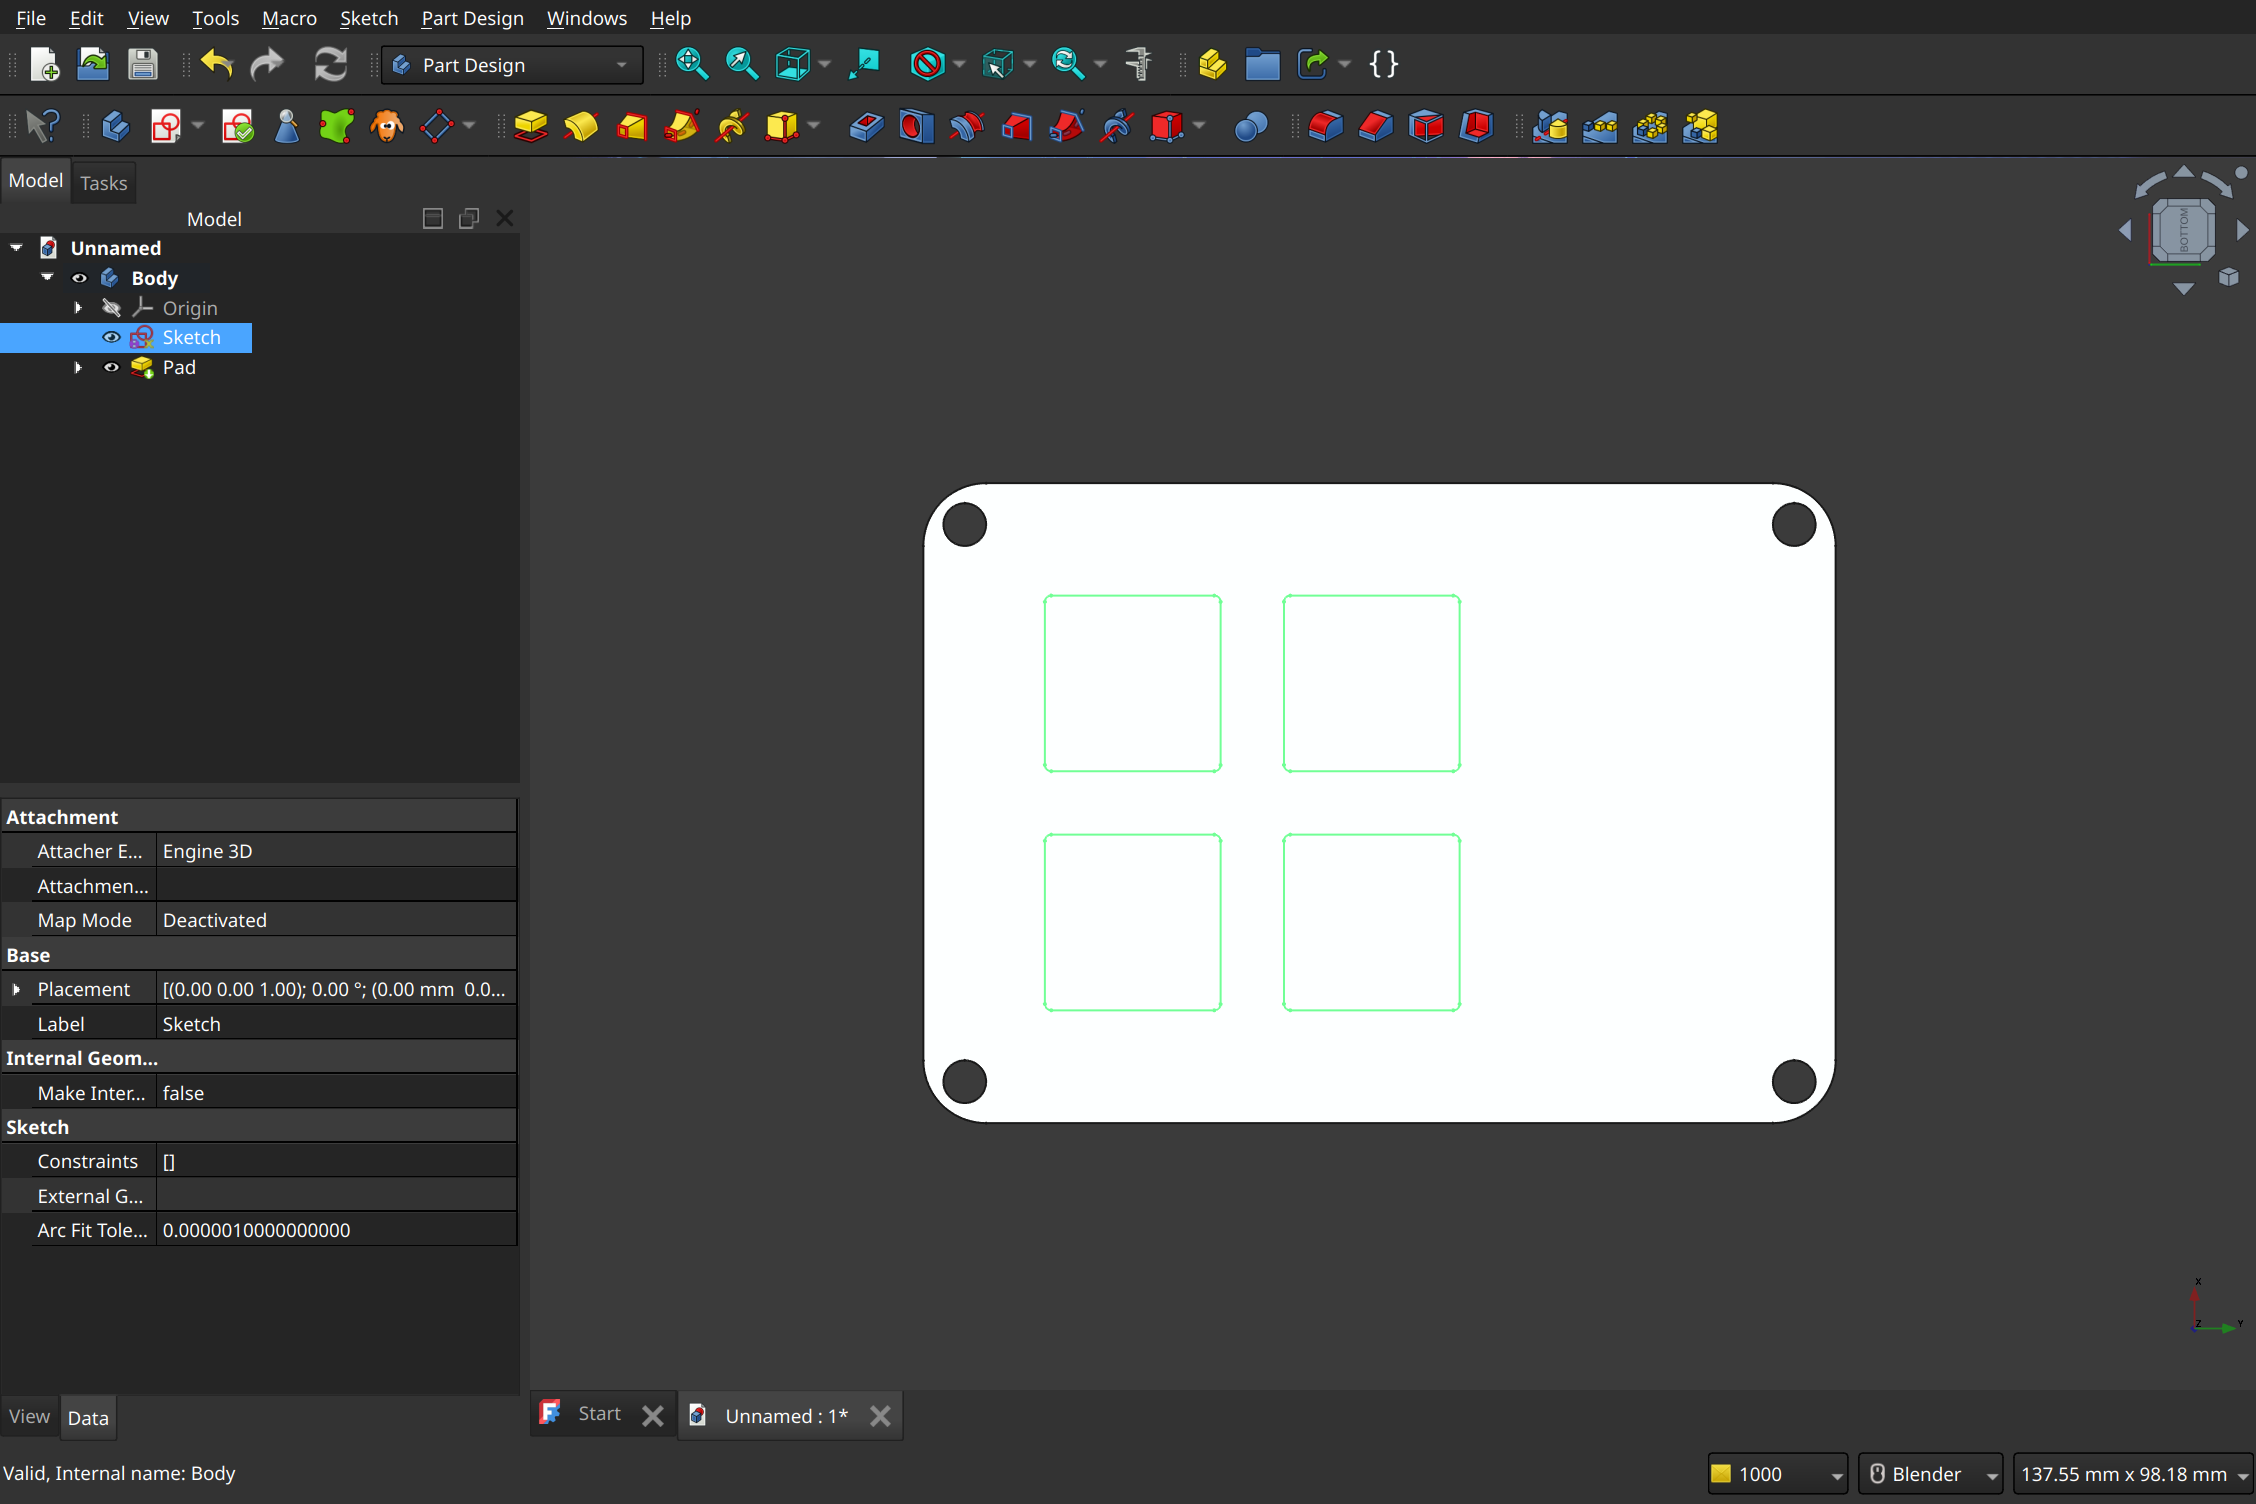 File Edit View Tools Macro Sketch Part Design Windows Help
Part Design
Model Tasks
Model
Unnamed
Body
Origin
Sketch
Pad
BOTTOM
Attachment
Attacher E... Engine 3D
Attachmen...
Map Mode Deactivated
Base
Placement [(0.00 0.00 1.00); 0.00 °; (0.00 mm 0.0...
Label Sketch
Internal Geom...
Make Inter... false
Sketch
Constraints []
External G...
Arc Fit Tole... 0.0000010000000000
X
Z Y
View Data
Start Unnamed : 1*
Valid, Internal name: Body
1000 Blender 137.55 mm x 98.18 mm